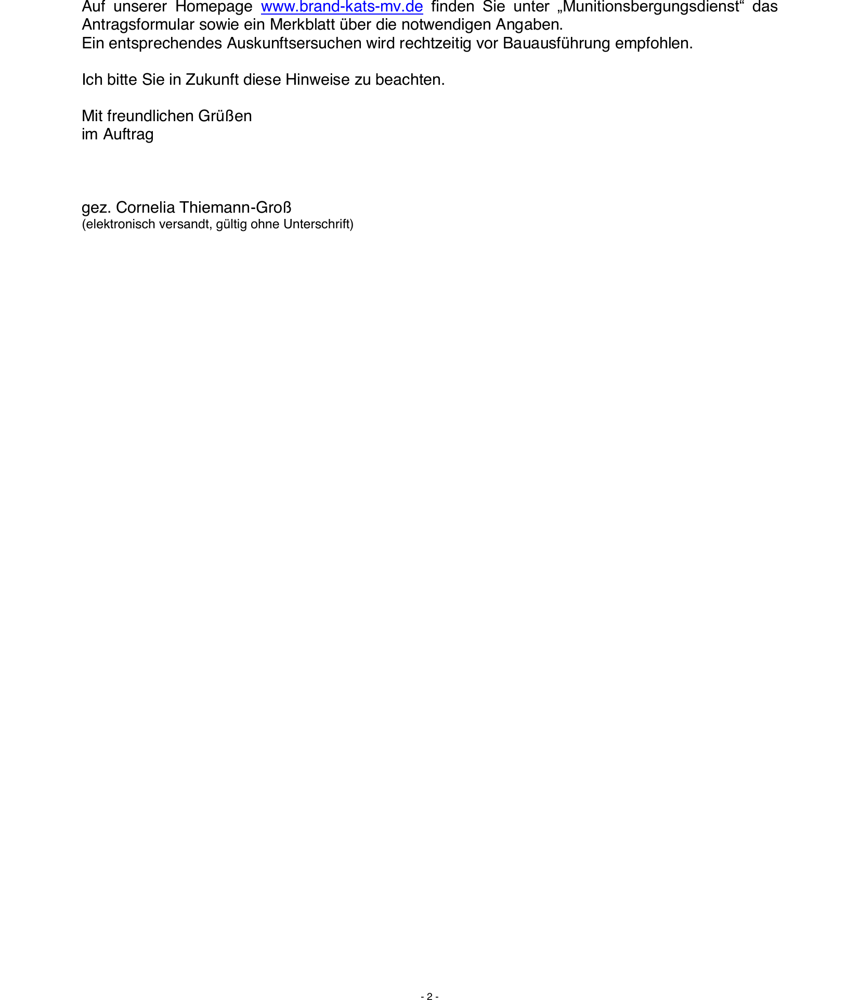 Auf unserer Homepage www.brand-kats-mv.de finden Sie unter „Munitionsbergungsdienst“ das
Antragsformular sowie ein Merkblatt über die notwendigen Angaben.
Ein entsprechendes Auskunftsersuchen wird rechtzeitig vor Bauausführung empfohlen.
Ich bitte Sie in Zukunft diese Hinweise zu beachten.
Mit freundlichen Grüßen
im Auftrag
gez. Cornelia Thiemann-Groß
(elektronisch versandt, gültig ohne Unterschrift)
- 2 -